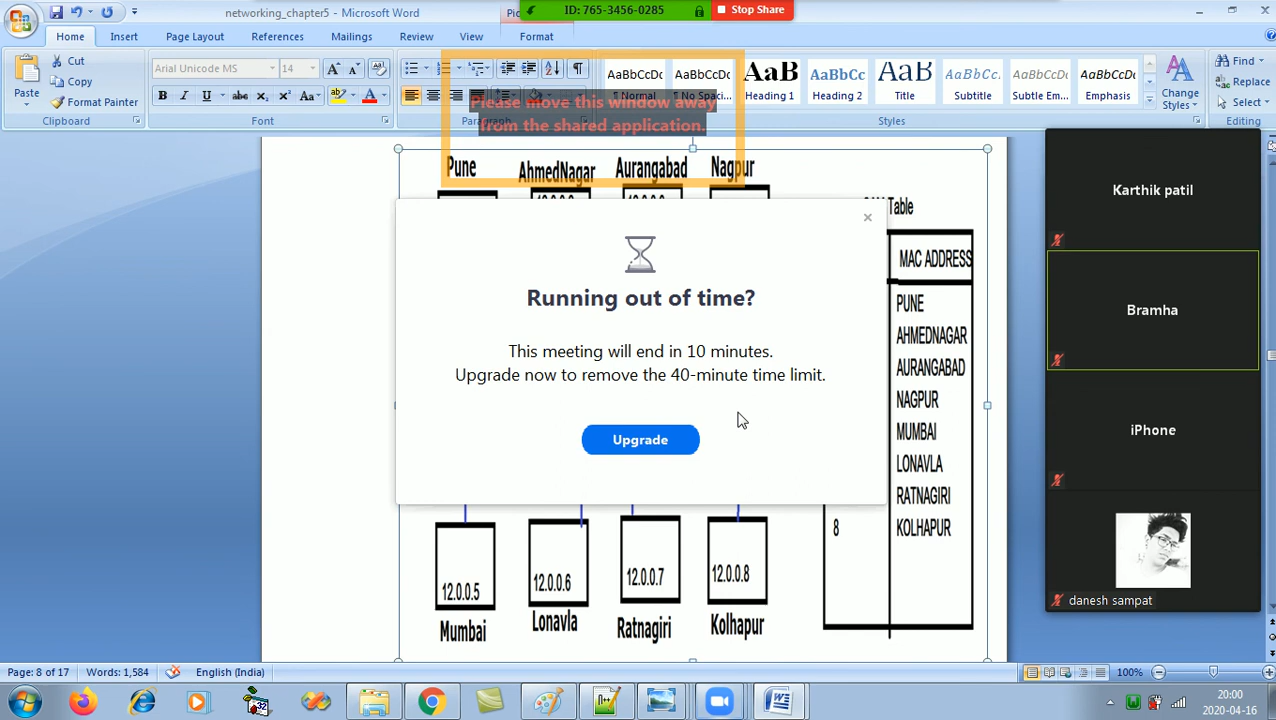 networking_chapter5 - Microsoft Word
ID: 765-3456-0285
Stop Share
Home
Insert
Page Layout
References
Mailings
Review
View
Format
Paste
Cut
Copy
Format Painter
Clipboard
Arial Unicode MS
14
Font
Please move this window away
from the shared application.
AaBbCcDc
¶ Normal
AaBbCcDc
¶ No Spaci...
AaBb
Heading 1
AaBbCc
Heading 2
AaBb
Title
AaBbCc.
Subtitle
AaBbCcDc
Subtle Em...
AaBbCcDc
Emphasis
Change
Styles
Styles
Find
Replace
Select
Editing
Pune
AhmedNagar
Aurangabad
Nagpur
Table
MAC ADDRESS
PUNE
AHMEDNAGAR
AURANGABAD
NAGPUR
MUMBAI
LONAVLA
RATNAGIRI
8
KOLHAPUR
Running out of time?
This meeting will end in 10 minutes.
Upgrade now to remove the 40-minute time limit.
Upgrade
12.0.0.5
12.0.0.6
12.0.0.7
12.0.0.8
Mumbai
Lonavla
Ratnagiri
Kolhapur
Karthik patil
Bramha
iPhone
danesh sampat
Page: 8 of 17
Words: 1,584
English (India)
100%
20:00
2020-04-16